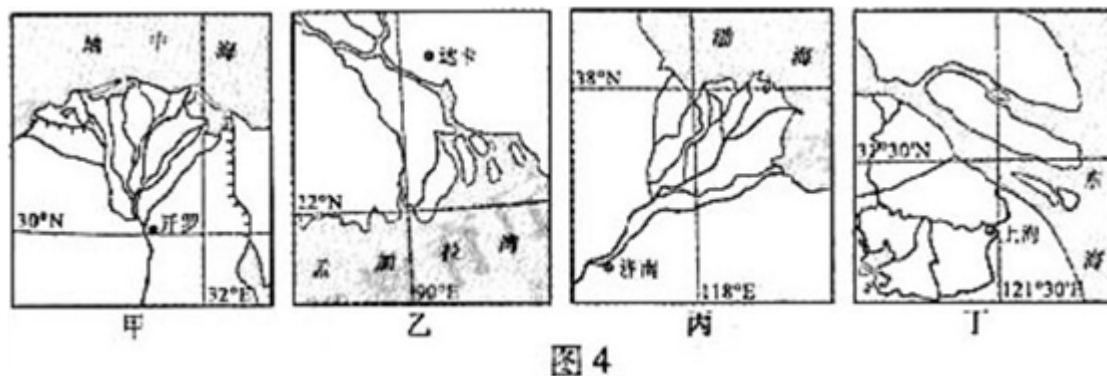 地中海
30°N
开罗
32°E
甲
达卡
22°N
孟加拉湾
90°E
乙
渤海
38°N
济南
118°E
丙
31°30′N
东海
上海
121°30′E
丁
图 4